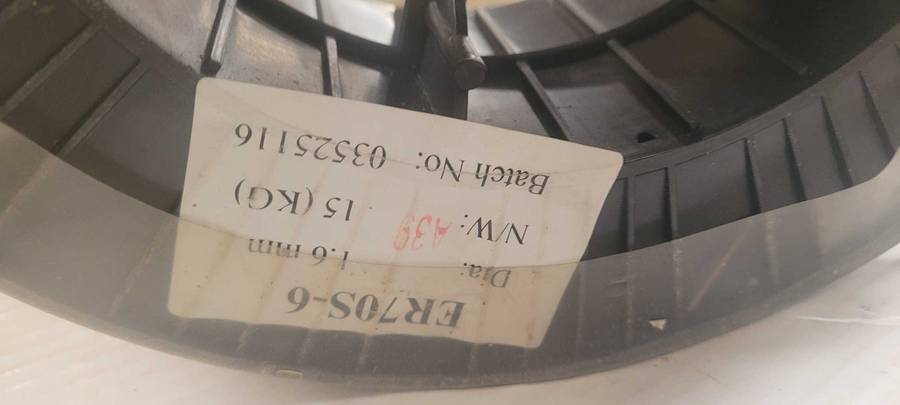 ER70S-6
Dia: 1.6 mm
N/W: 15 (KG)
A39
Batch No: 03525116